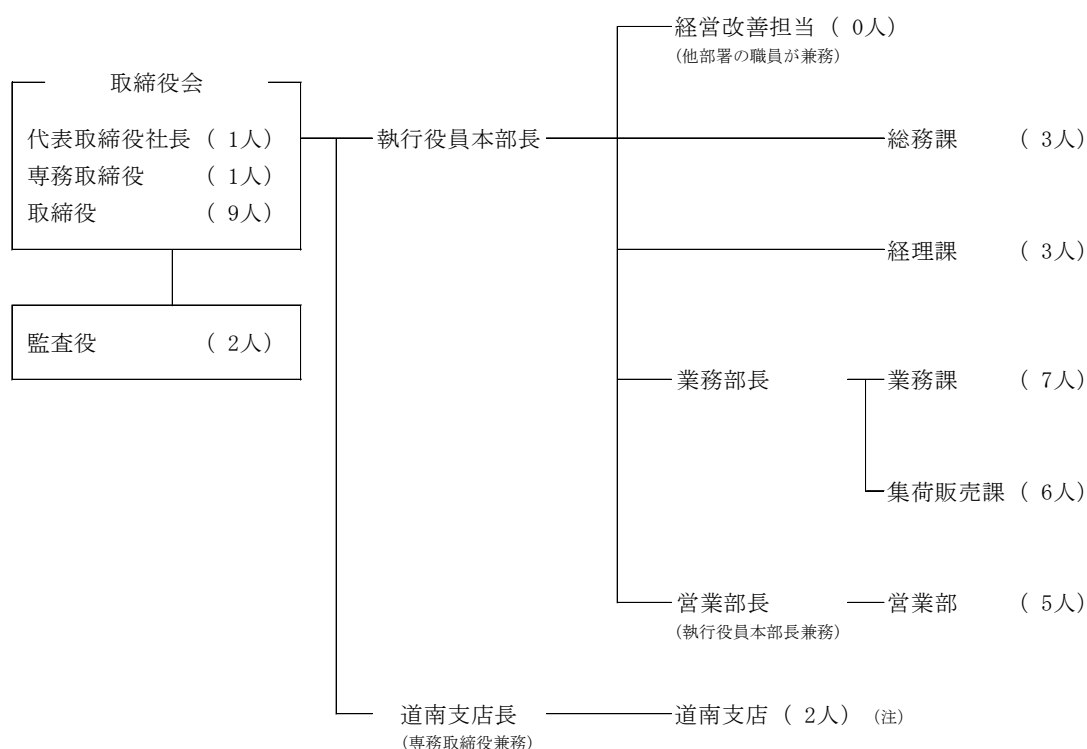 経営改善担当 ( 0人)
(他部署の職員が兼務)
取締役会
代表取締役社長 ( 1人)
専務取締役 ( 1人)
取締役 ( 9人)
執行役員本部長
総務課 ( 3人)
経理課 ( 3人)
監査役 ( 2人)
業務部長
業務課 ( 7人)
集荷販売課 ( 6人)
営業部長
(執行役員本部長兼務)
営業部 ( 5人)
道南支店長
(専務取締役兼務)
道南支店 ( 2人) (注)